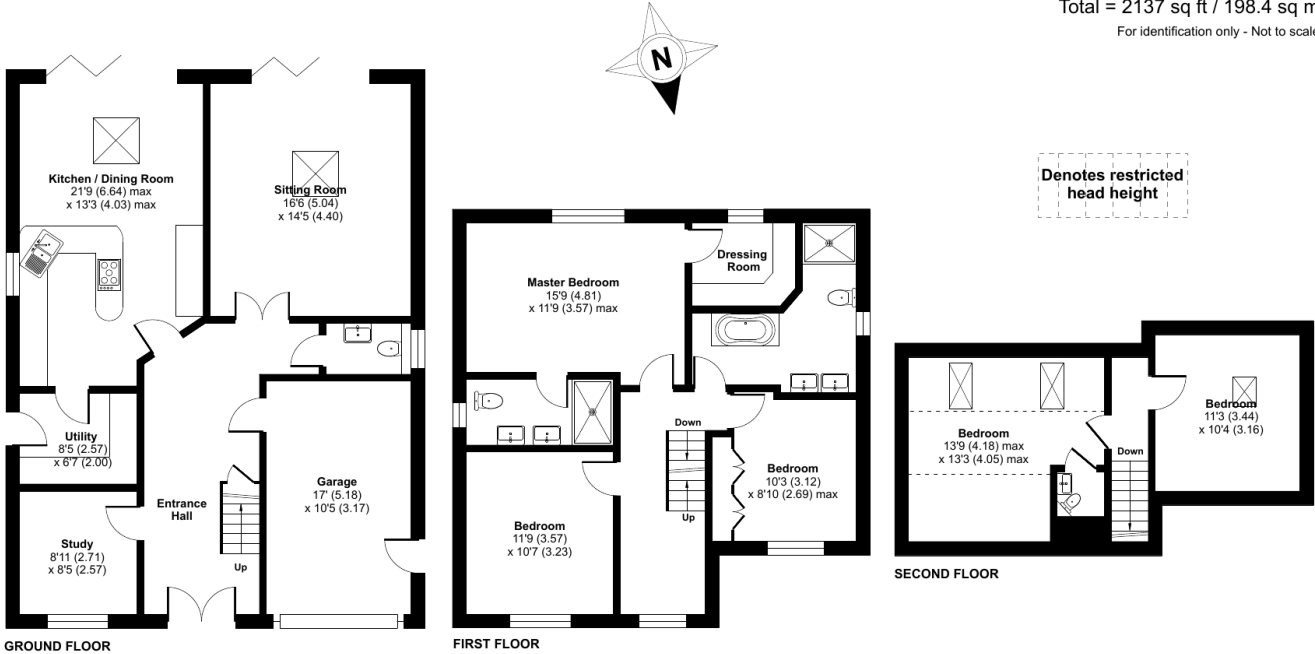 Total = 2137 sq ft / 198.4 sq m
For identification only - Not to scale
N
Denotes restricted
head height
Kitchen / Dining Room
21'9 (6.64) max
x 13'3 (4.03) max
Sitting Room
16'6 (5.04)
x 14'5 (4.40)
Utility
8'5 (2.57)
x 6'7 (2.00)
Study
8'11 (2.71)
x 8'5 (2.57)
Entrance
Hall
Up
Garage
17' (5.18)
x 10'5 (3.17)
GROUND FLOOR
Master Bedroom
15'9 (4.81)
x 11'9 (3.57) max
Dressing
Room
Down
Up
Bedroom
10'3 (3.12)
x 8'10 (2.69) max
Bedroom
11'9 (3.57)
x 10'7 (3.23)
FIRST FLOOR
Bedroom
13'9 (4.18) max
x 13'3 (4.05) max
Down
Bedroom
11'3 (3.44)
x 10'4 (3.16)
SECOND FLOOR